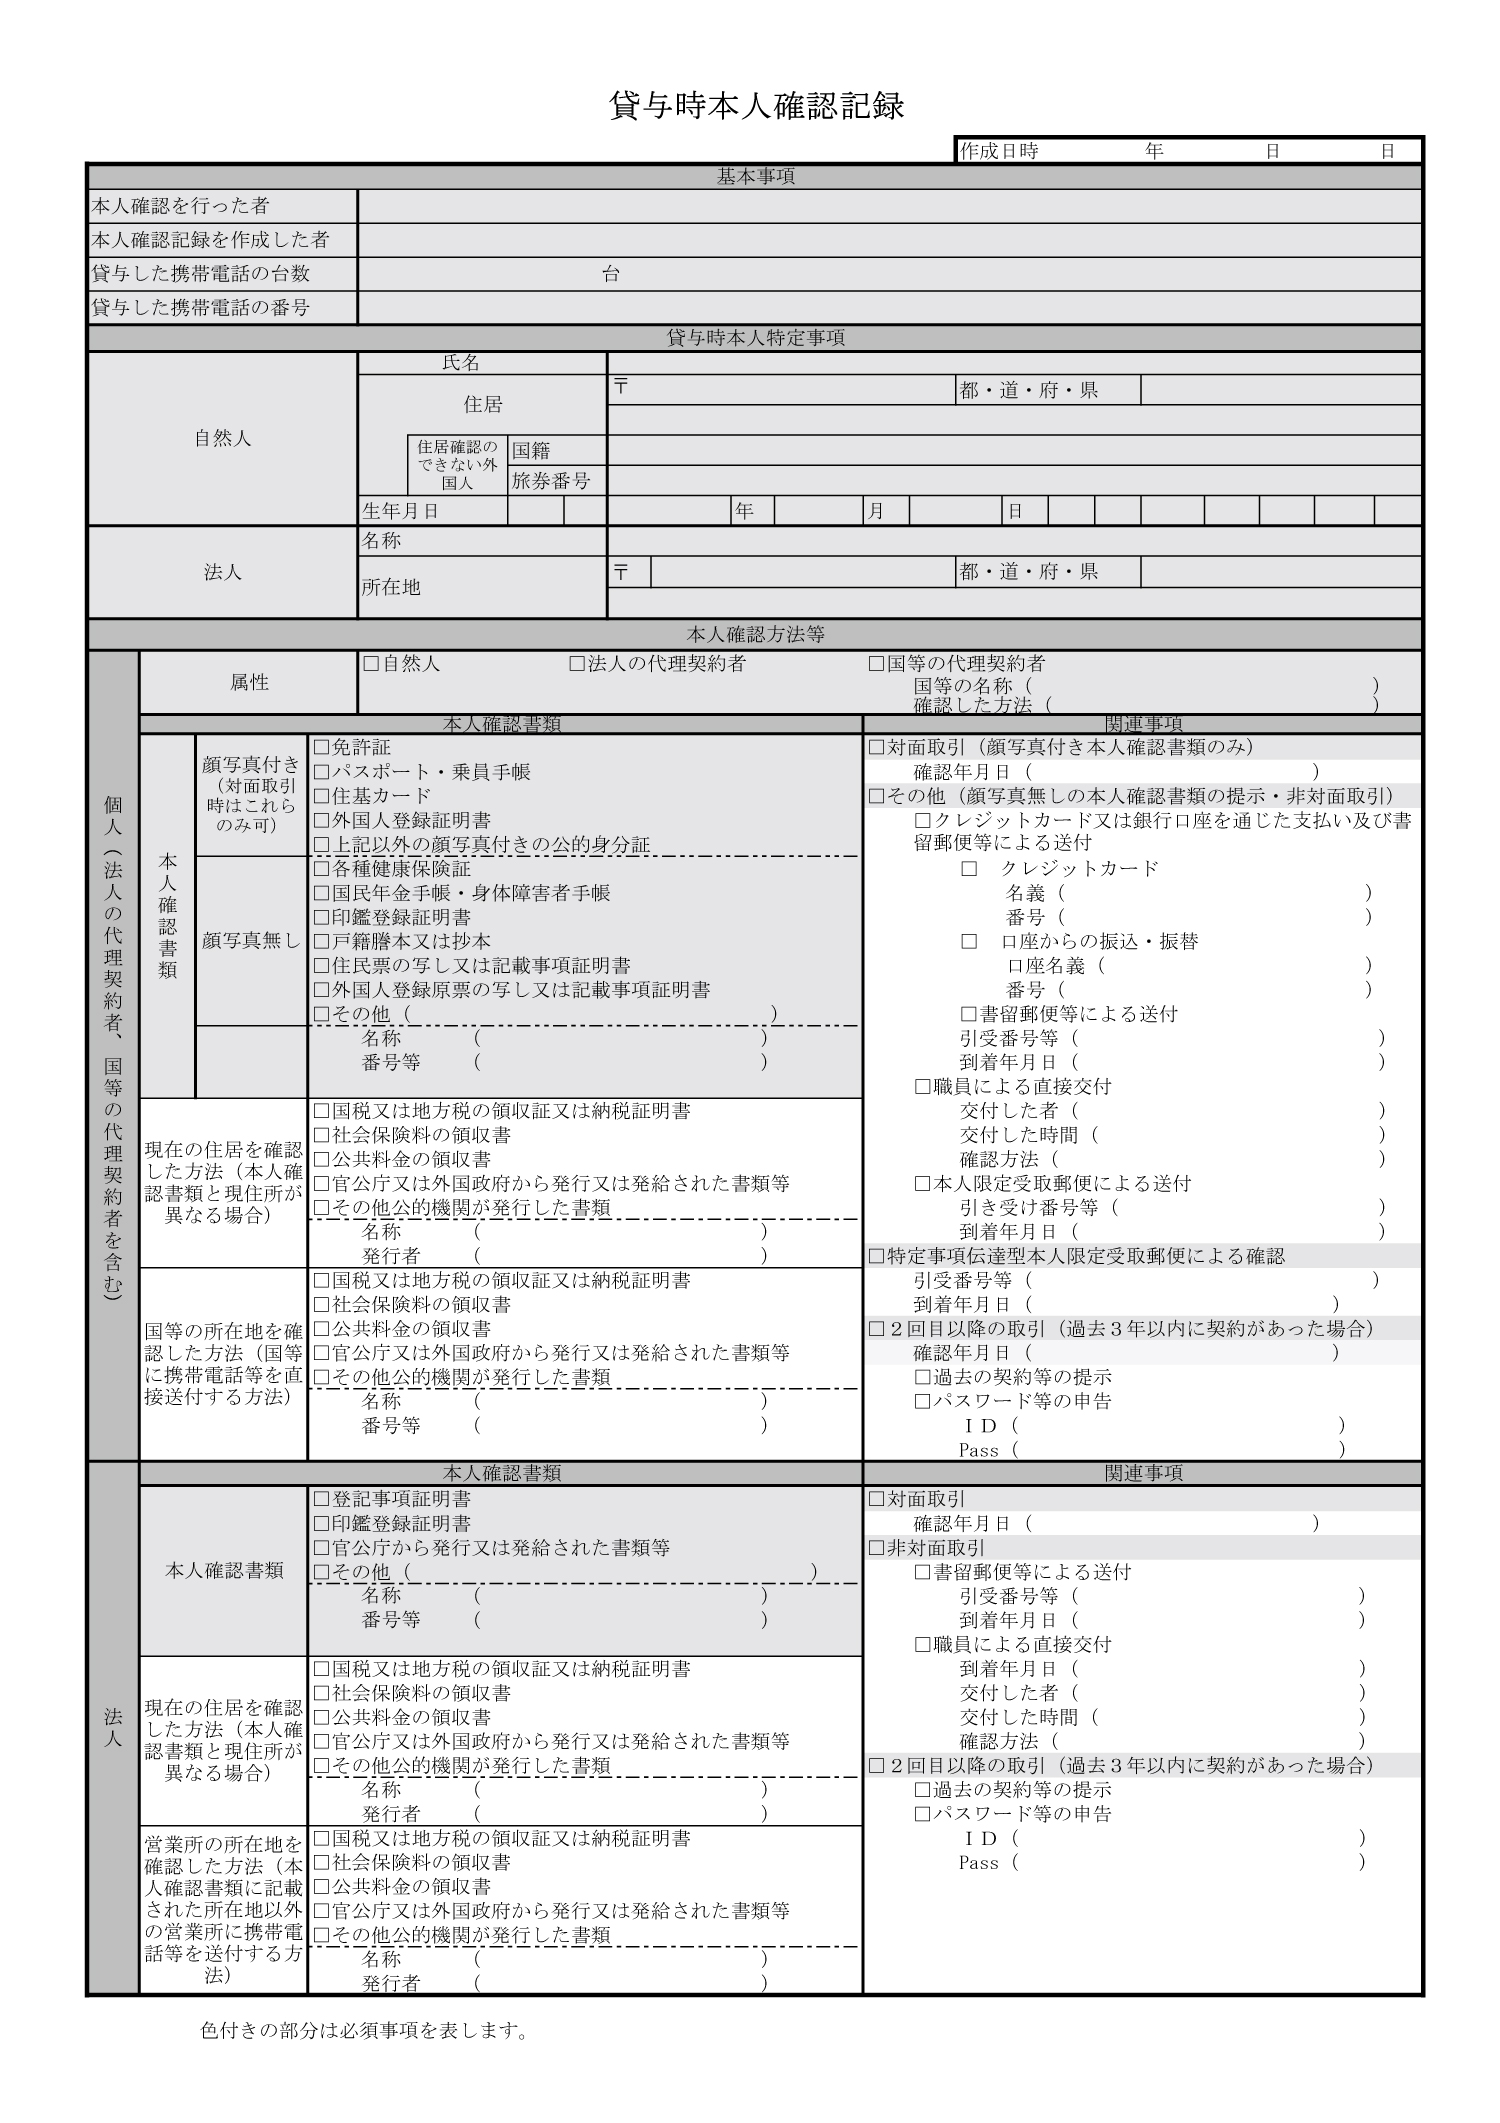 貸与時本人確認記録
作成日時　年　日　日
基本事項
本人確認を行った者
本人確認記録を作成した者
貸与した携帯電話の台数　台
貸与した携帯電話の番号
貸与時本人特定事項
自然人
氏名
住居
〒　都・道・府・県
住居確認の
できない外
国人
国籍
旅券番号
生年月日　年　月　日
法人
名称
所在地
〒　都・道・府・県
本人確認方法等
個人（法人の代理契約者、国等の代理契約者を含む）
属性
□自然人　□法人の代理契約者　□国等の代理契約者
国等の名称（　）
確認した方法（　）
本人確認書類
本人確認書類
顔写真付き
（対面取引
時はこれら
のみ可）
□免許証
□パスポート・乗員手帳
□住基カード
□外国人登録証明書
□上記以外の顔写真付きの公的身分証
顔写真無し
□各種健康保険証
□国民年金手帳・身体障害者手帳
□印鑑登録証明書
□戸籍謄本又は抄本
□住民票の写し又は記載事項証明書
□外国人登録原票の写し又は記載事項証明書
□その他（　）
名称　（　）
番号等　（　）
現在の住居を確認
した方法（本人確
認書類と現住所が
異なる場合）
□国税又は地方税の領収証又は納税証明書
□社会保険料の領収書
□公共料金の領収書
□官公庁又は外国政府から発行又は発給された書類等
□その他公的機関が発行した書類
名称　（　）
発行者　（　）
国等の所在地を確
認した方法（国等
に携帯電話等を直
接送付する方法）
□国税又は地方税の領収証又は納税証明書
□社会保険料の領収書
□公共料金の領収書
□官公庁又は外国政府から発行又は発給された書類等
□その他公的機関が発行した書類
名称　（　）
番号等　（　）
関連事項
□対面取引（顔写真付き本人確認書類のみ）
確認年月日（　）
□その他（顔写真無しの本人確認書類の提示・非対面取引）
□クレジットカード又は銀行口座を通じた支払い及び書
留郵便等による送付
□　クレジットカード
名義（　）
番号（　）
□　口座からの振込・振替
口座名義（　）
番号（　）
□書留郵便等による送付
引受番号等（　）
到着年月日（　）
□職員による直接交付
交付した者（　）
交付した時間（　）
確認方法（　）
□本人限定受取郵便による送付
引き受け番号等（　）
到着年月日（　）
□特定事項伝達型本人限定受取郵便による確認
引受番号等（　）
到着年月日（　）
□２回目以降の取引（過去３年以内に契約があった場合）
確認年月日（　）
□過去の契約等の提示
□パスワード等の申告
ＩＤ（　）
Pass（　）
法人
本人確認書類
本人確認書類
□登記事項証明書
□印鑑登録証明書
□官公庁から発行又は発給された書類等
□その他（　）
名称　（　）
番号等　（　）
現在の住居を確認
した方法（本人確
認書類と現住所が
異なる場合）
□国税又は地方税の領収証又は納税証明書
□社会保険料の領収書
□公共料金の領収書
□官公庁又は外国政府から発行又は発給された書類等
□その他公的機関が発行した書類
名称　（　）
発行者　（　）
営業所の所在地を
確認した方法（本
人確認書類に記載
された所在地以外
の営業所に携帯電
話等を送付する方
法）
□国税又は地方税の領収証又は納税証明書
□社会保険料の領収書
□公共料金の領収書
□官公庁又は外国政府から発行又は発給された書類等
□その他公的機関が発行した書類
名称　（　）
発行者　（　）
関連事項
□対面取引
確認年月日（　）
□非対面取引
□書留郵便等による送付
引受番号等（　）
到着年月日（　）
□職員による直接交付
到着年月日（　）
交付した者（　）
交付した時間（　）
確認方法（　）
□２回目以降の取引（過去３年以内に契約があった場合）
□過去の契約等の提示
□パスワード等の申告
ＩＤ（　）
Pass（　）
色付きの部分は必須事項を表します。